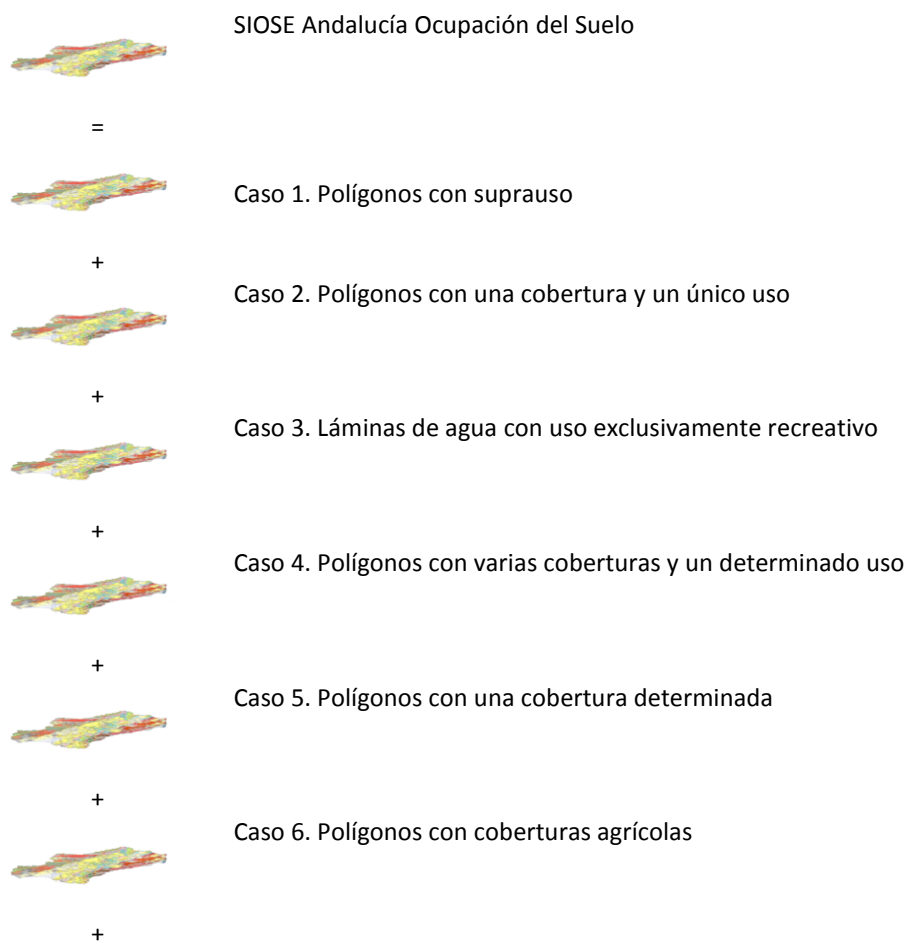 SIOSE Andalucía Ocupación del Suelo
=
Caso 1. Polígonos con suprauso
+
Caso 2. Polígonos con una cobertura y un único uso
+
Caso 3. Láminas de agua con uso exclusivamente recreativo
+
Caso 4. Polígonos con varias coberturas y un determinado uso
+
Caso 5. Polígonos con una cobertura determinada
+
Caso 6. Polígonos con coberturas agrícolas
+